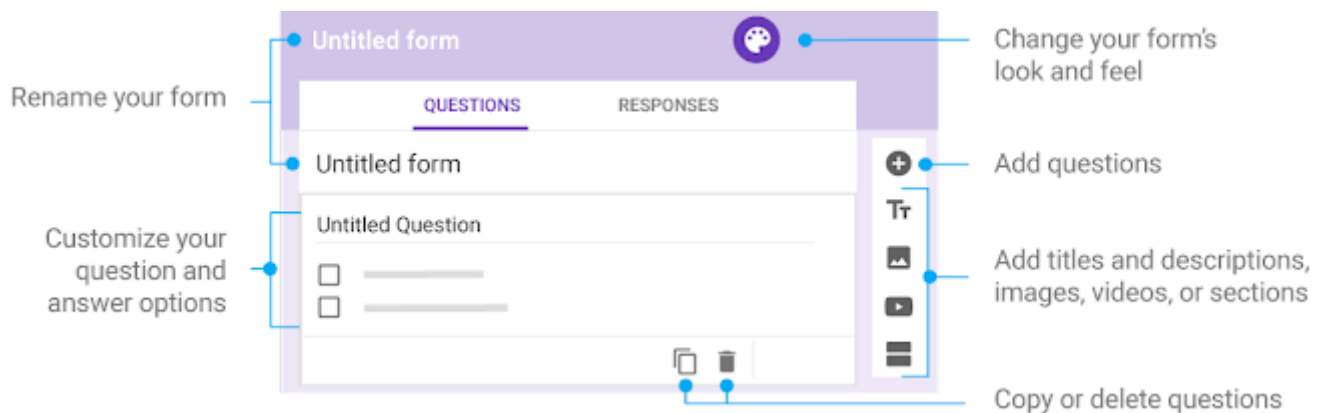 Untitled form
Change your form's
look and feel
Rename your form
QUESTIONS
RESPONSES
Untitled form
Add questions
Tт
Untitled Question
Customize your
question and
answer options
Add titles and descriptions,
images, videos, or sections
Copy or delete questions